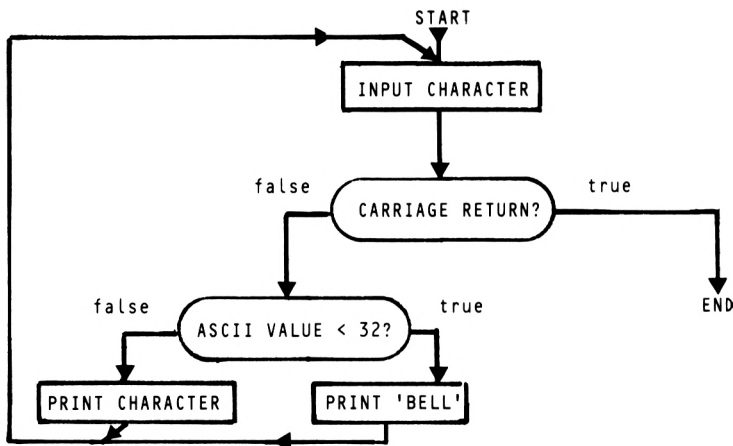 START
INPUT CHARACTER
false
true
CARRIAGE RETURN?
false
true
END
ASCII VALUE < 32?
PRINT CHARACTER
PRINT 'BELL'